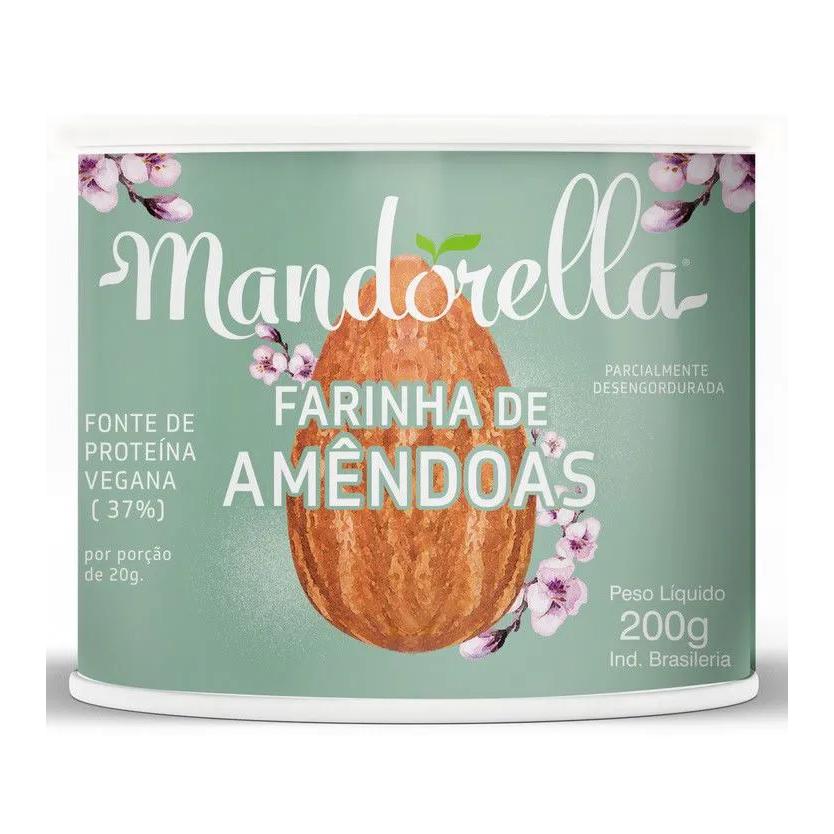 Mandorella®
PARCIALMENTE
DESENGORDURADA
FARINHA DE
AMÊNDOAS
FONTE DE
PROTEÍNA
VEGANA
( 37%)
por porção
de 20g.
Peso Líquido
200g
Ind. Brasileria